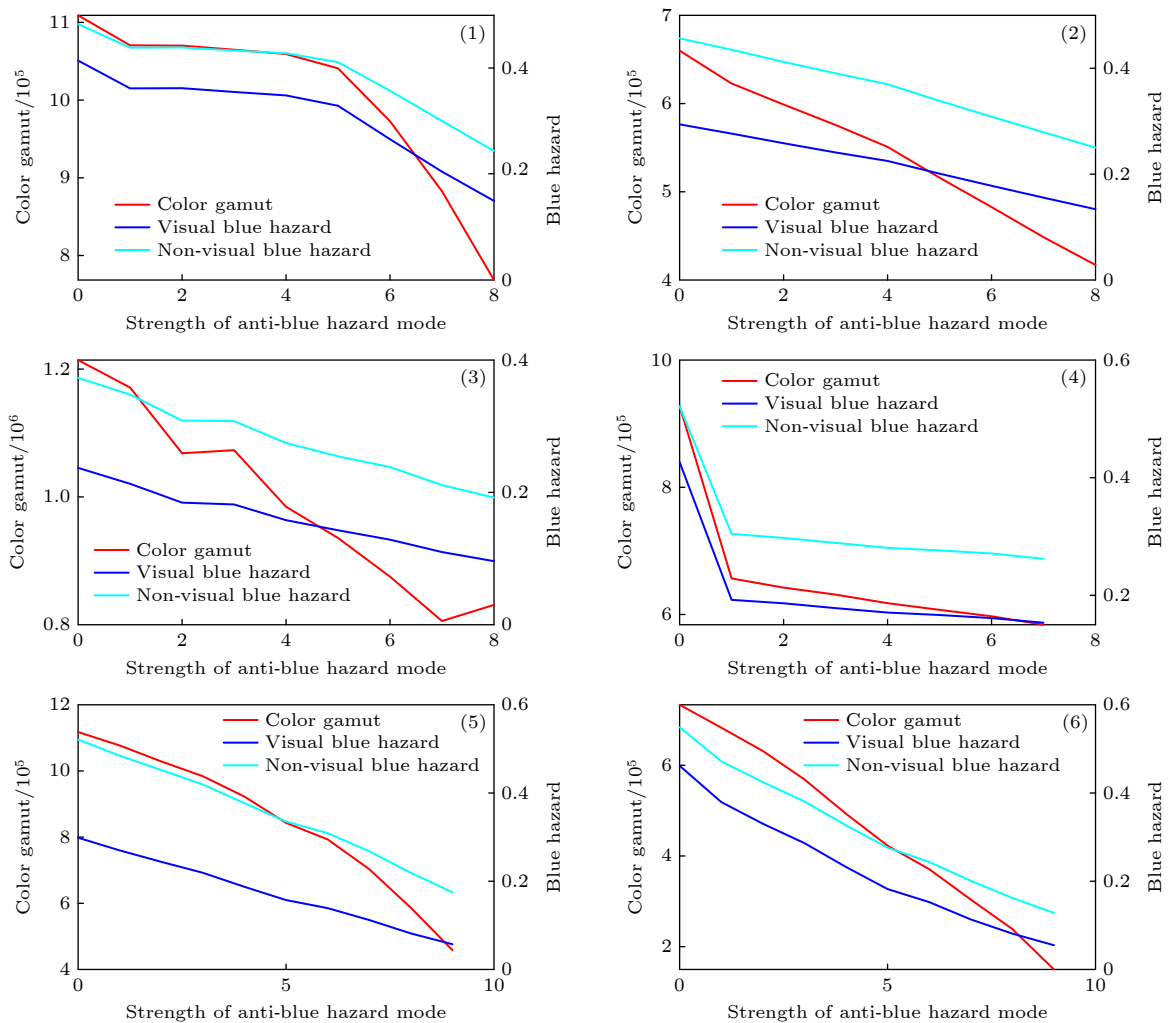 (1)
11
10
9
8
0.4
0.2
0
Color gamut/10⁵
Blue hazard
Color gamut
Visual blue hazard
Non-visual blue hazard
0 2 4 6 8
Strength of anti-blue hazard mode
(2)
7
6
5
4
0.4
0.2
0
Color gamut/10⁵
Blue hazard
Color gamut
Visual blue hazard
Non-visual blue hazard
0 2 4 6 8
Strength of anti-blue hazard mode
(3)
1.2
1.0
0.8
0.4
0.2
0
Color gamut/10⁶
Blue hazard
Color gamut
Visual blue hazard
Non-visual blue hazard
0 2 4 6 8
Strength of anti-blue hazard mode
(4)
10
8
6
0.6
0.4
0.2
Color gamut/10⁵
Blue hazard
Color gamut
Visual blue hazard
Non-visual blue hazard
0 2 4 6 8
Strength of anti-blue hazard mode
(5)
12
10
8
6
4
0.6
0.4
0.2
0
Color gamut/10⁵
Blue hazard
Color gamut
Visual blue hazard
Non-visual blue hazard
0 5 10
Strength of anti-blue hazard mode
(6)
6
4
2
0.6
0.4
0.2
0
Color gamut/10⁵
Blue hazard
Color gamut
Visual blue hazard
Non-visual blue hazard
0 5 10
Strength of anti-blue hazard mode